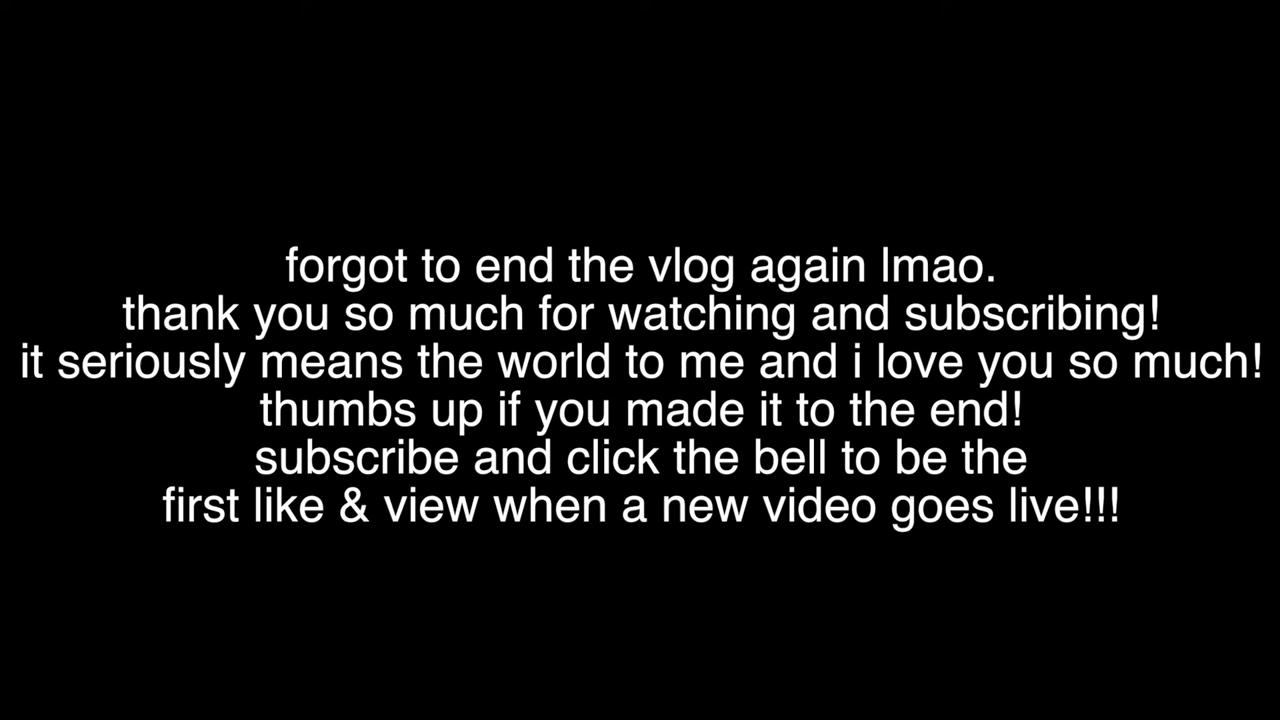 forgot to end the vlog again lmao.
thank you so much for watching and subscribing!
it seriously means the world to me and i love you so much!
thumbs up if you made it to the end!
subscribe and click the bell to be the
first like & view when a new video goes live!!!